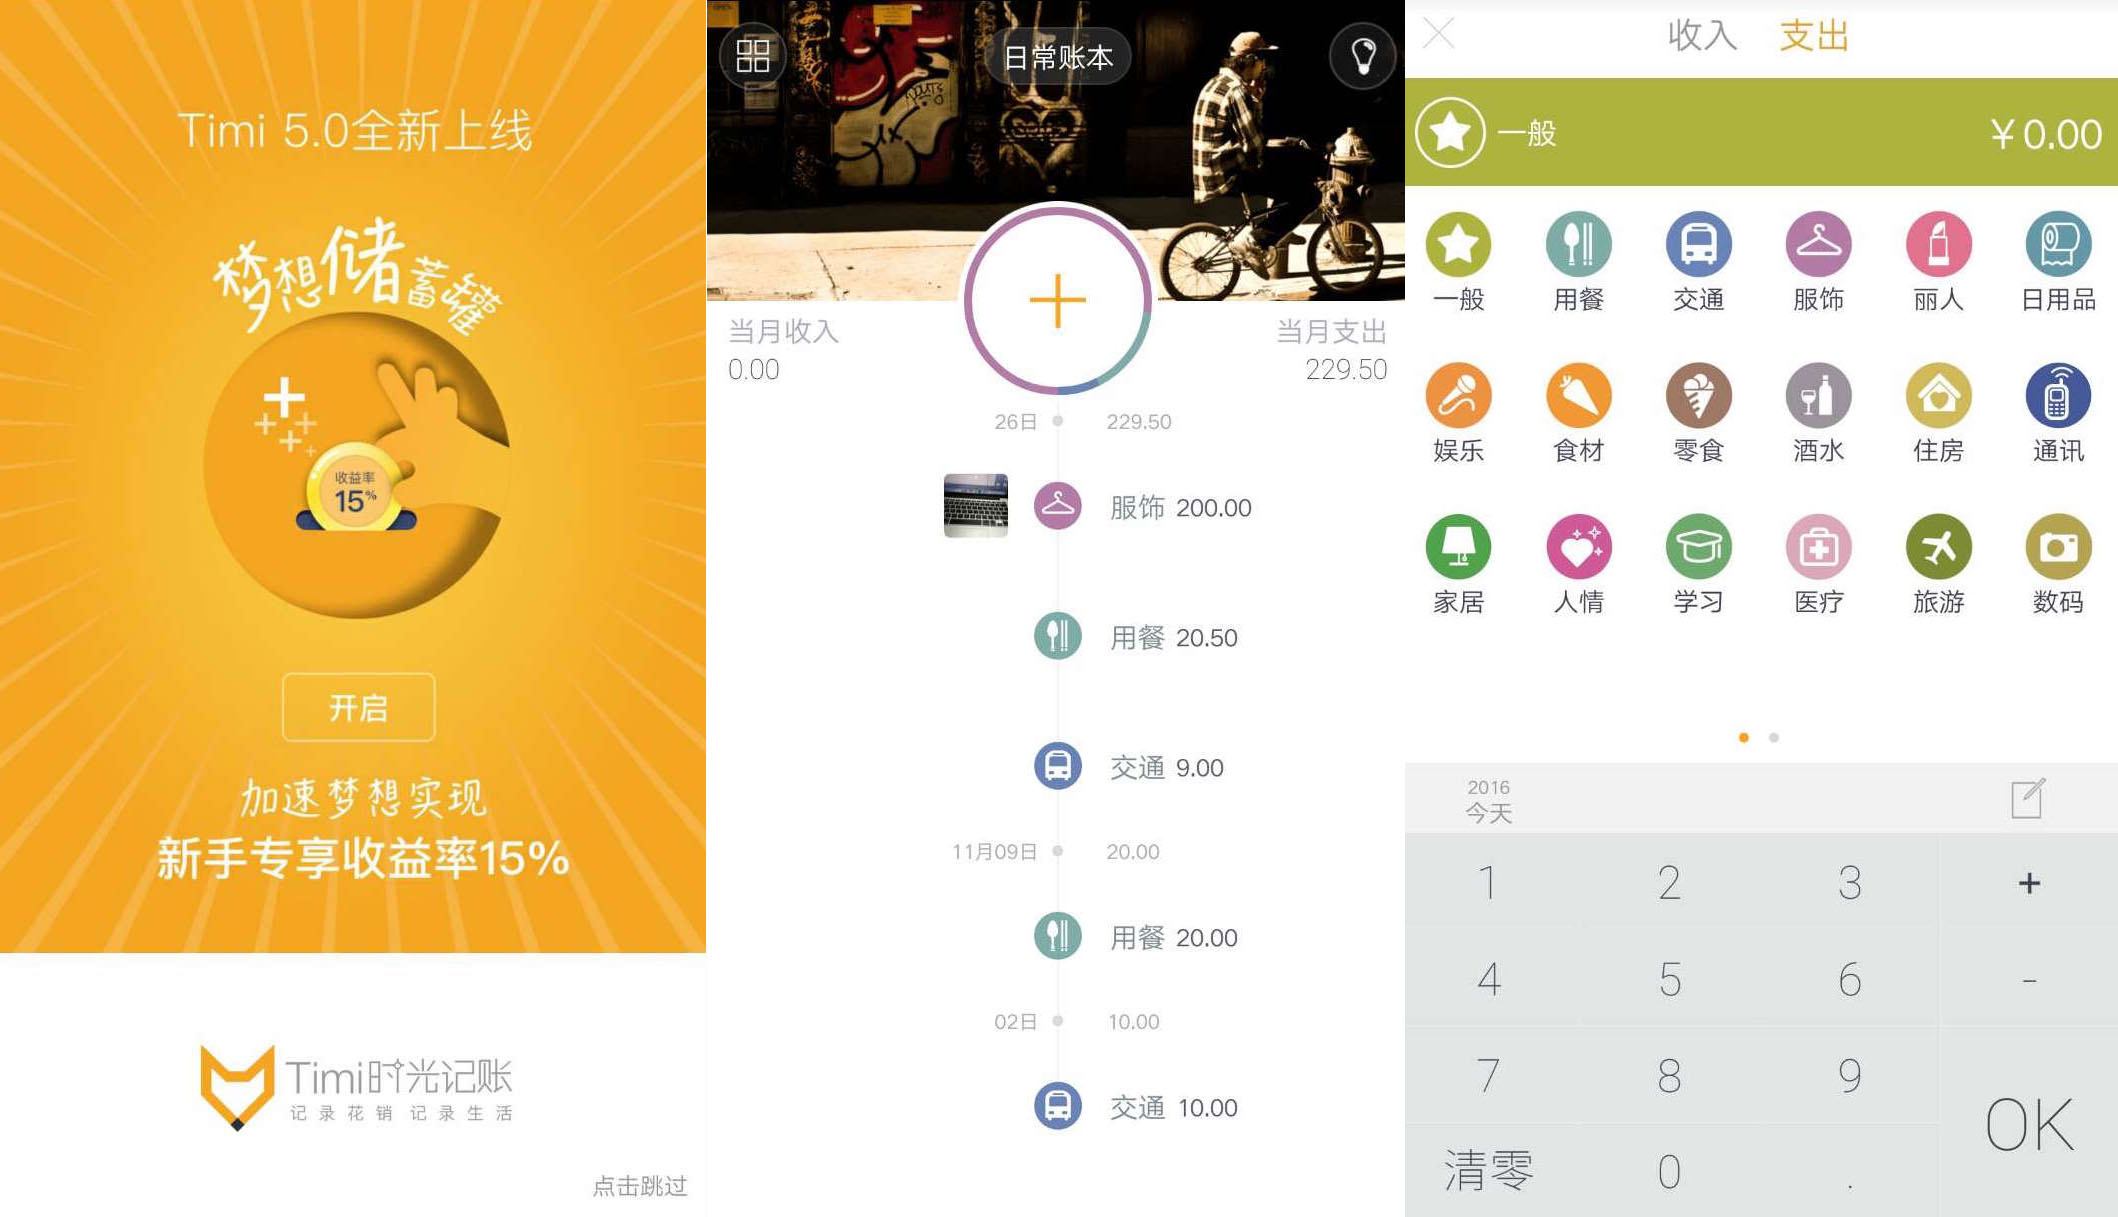 Timi 5.0全新上线
梦想储蓄罐
收益率
15%
开启
加速梦想实现
新手专享收益率15%
Timi时光记账
记录花销 记录生活
点击跳过
日常账本
当月收入
0.00
当月支出
229.50
26日 229.50
服饰 200.00
用餐 20.50
交通 9.00
11月09日 20.00
用餐 20.00
02日 10.00
交通 10.00
收入 支出
一般 ¥0.00
一般 用餐 交通 服饰 丽人 日用品
娱乐 食材 零食 酒水 住房 通讯
家居 人情 学习 医疗 旅游 数码
2016
今天
1 2 3 +
4 5 6 -
7 8 9
OK
清零 0 .